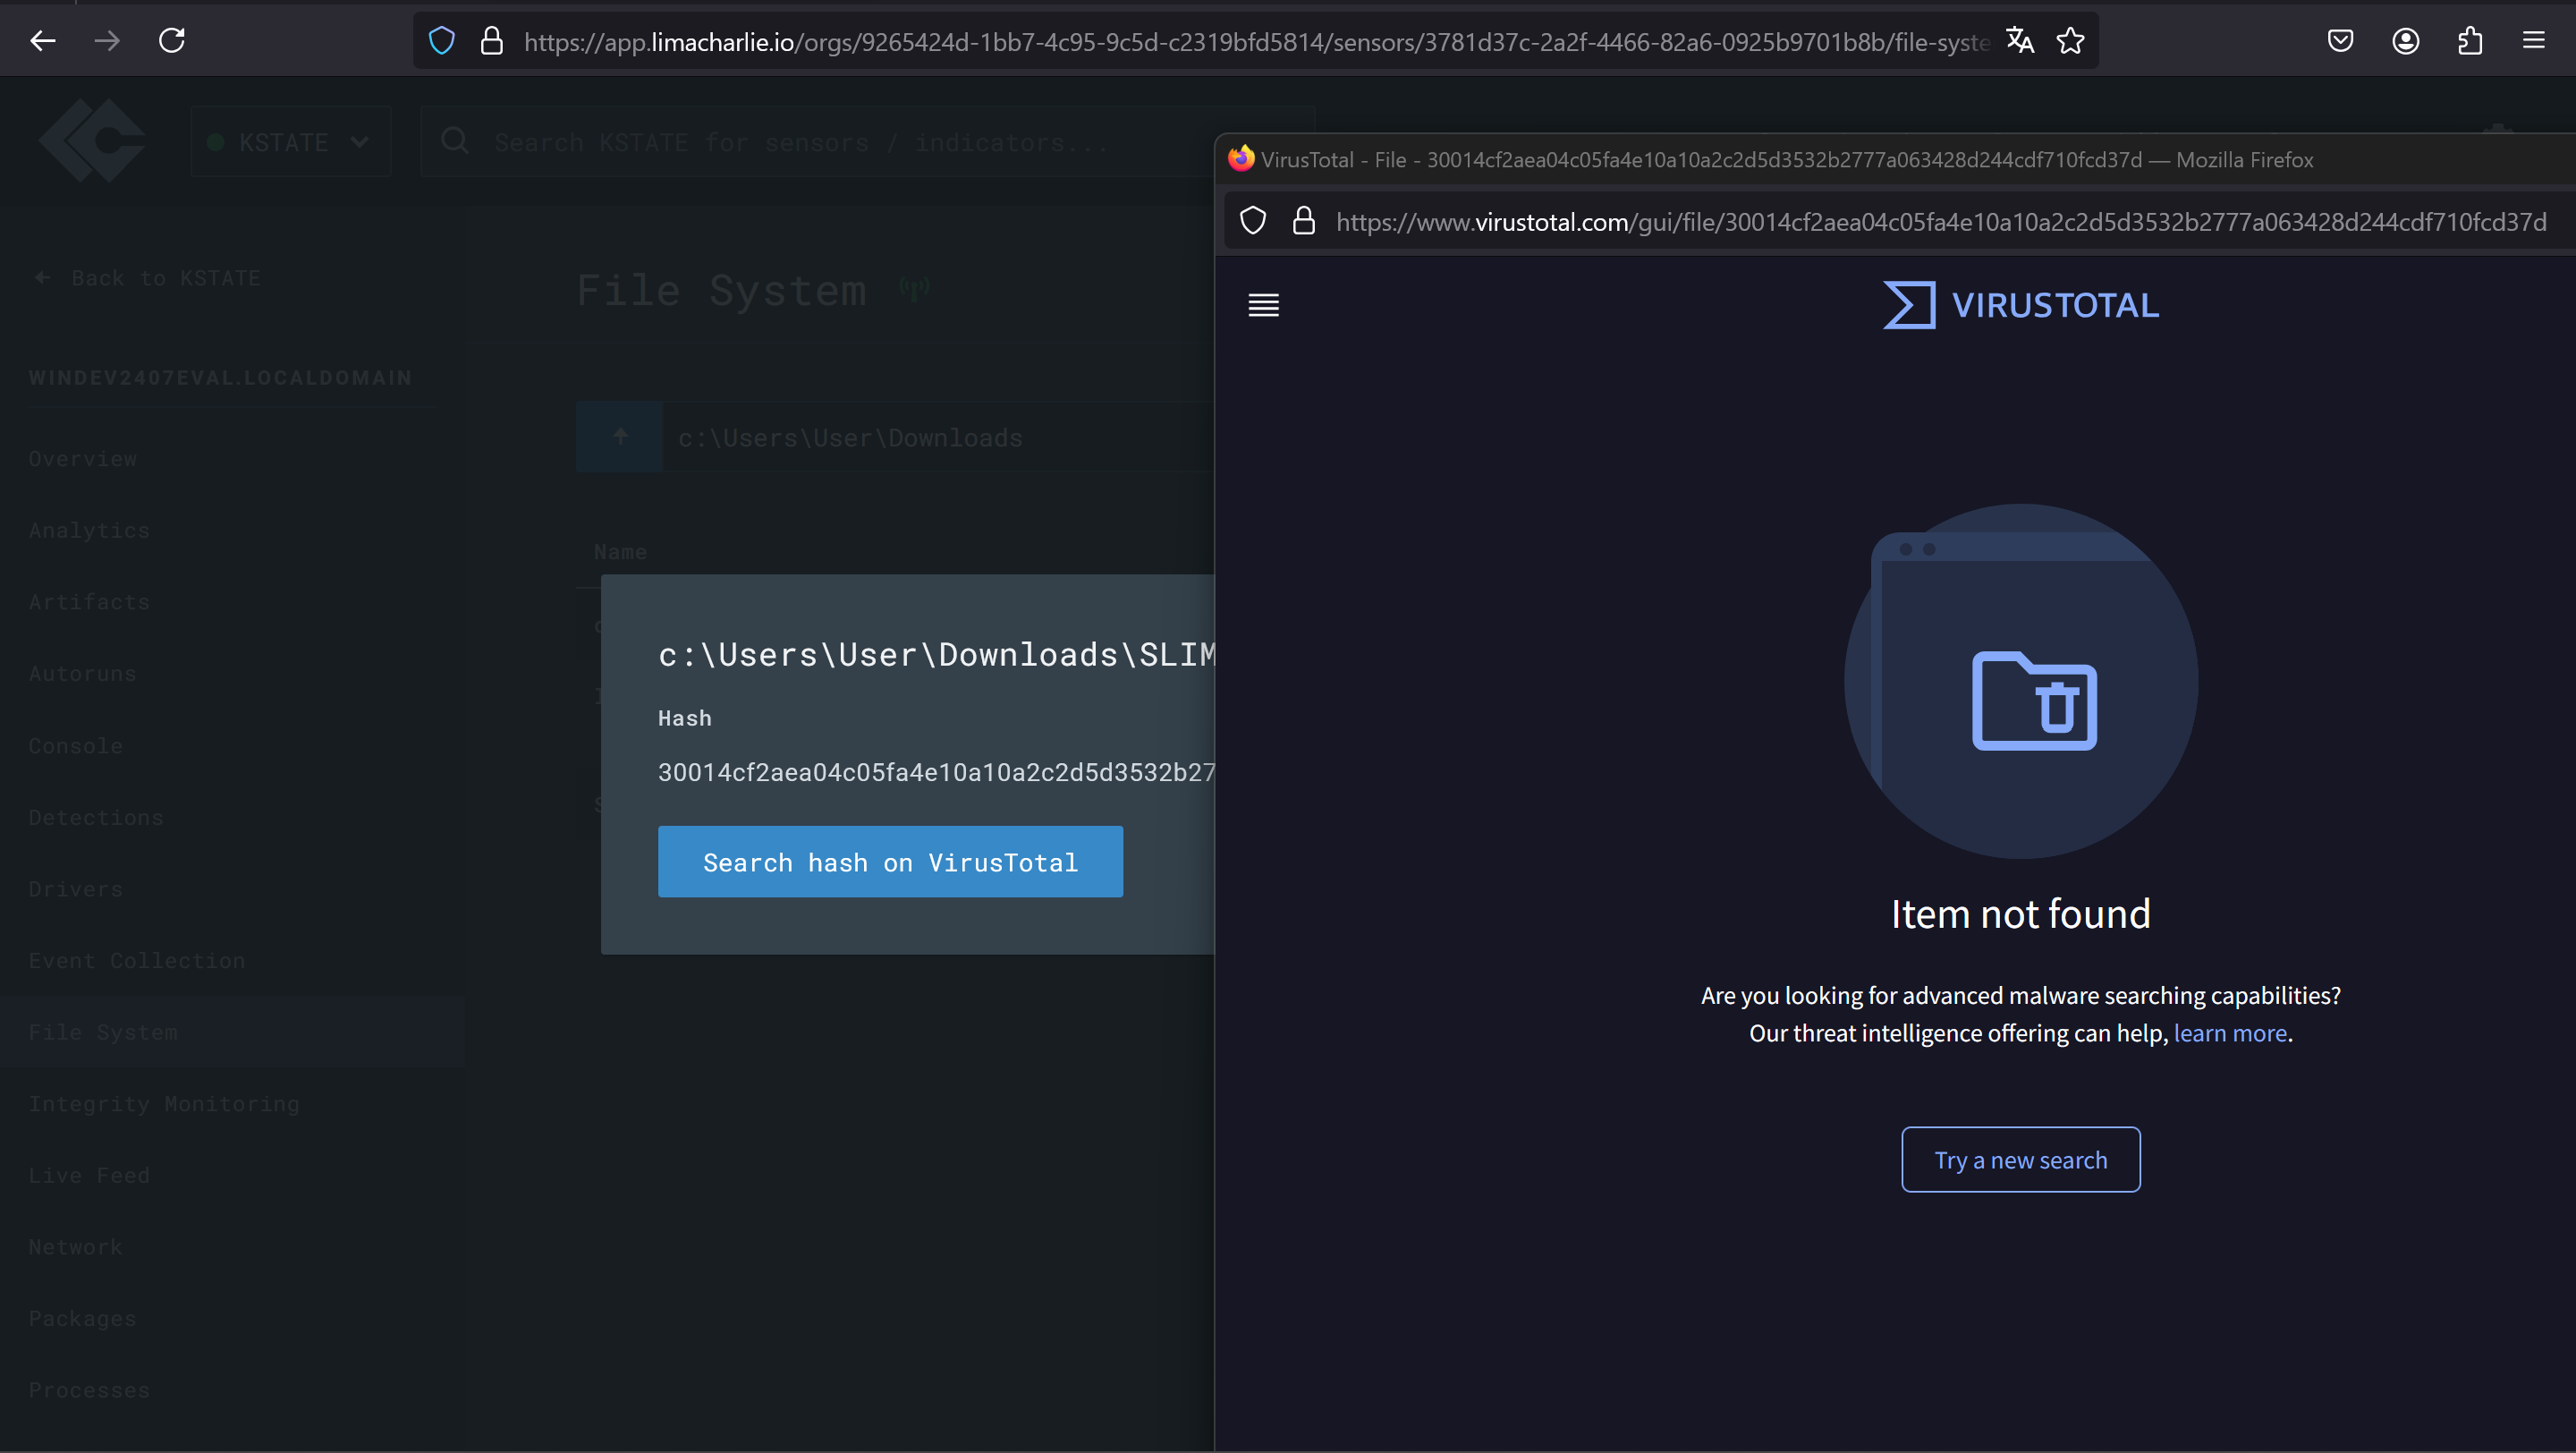 https://app.limacharlie.io/orgs/9265424d-1bb7-4c95-9c5d-c2319bfd5814/sensors/3781d37c-2a2f-4466-82a6-0925b9701b8b/file-syste
KSTATE
Search KSTATE for sensors / indicators...
Back to KSTATE
WINDEV2407EVAL.LOCALDOMAIN
Overview
Analytics
Artifacts
Autoruns
Console
Detections
Drivers
Event Collection
File System
Integrity Monitoring
Live Feed
Network
Packages
Processes
File System
c:\Users\User\Downloads
Name
c:\Users\User\Downloads\SLIM
Hash
30014cf2aea04c05fa4e10a10a2c2d5d3532b27
Search hash on VirusTotal
VirusTotal - File - 30014cf2aea04c05fa4e10a10a2c2d5d3532b2777a063428d244cdf710fcd37d — Mozilla Firefox
https://www.virustotal.com/gui/file/30014cf2aea04c05fa4e10a10a2c2d5d3532b2777a063428d244cdf710fcd37d
VIRUSTOTAL
Item not found
Are you looking for advanced malware searching capabilities?
Our threat intelligence offering can help, learn more.
Try a new search